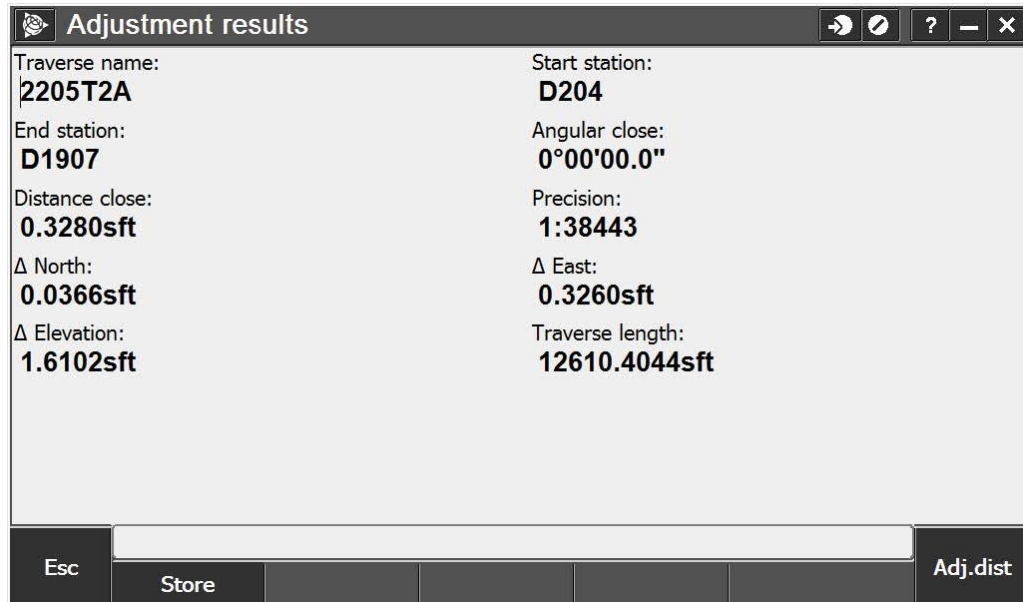 Adjustment results
?
Traverse name:
2205T2A
Start station:
D204
End station:
D1907
Angular close:
0°00'00.0"
Distance close:
0.3280sft
Precision:
1:38443
Δ North:
0.0366sft
Δ East:
0.3260sft
Δ Elevation:
1.6102sft
Traverse length:
12610.4044sft
Esc
Store
Adj.dist